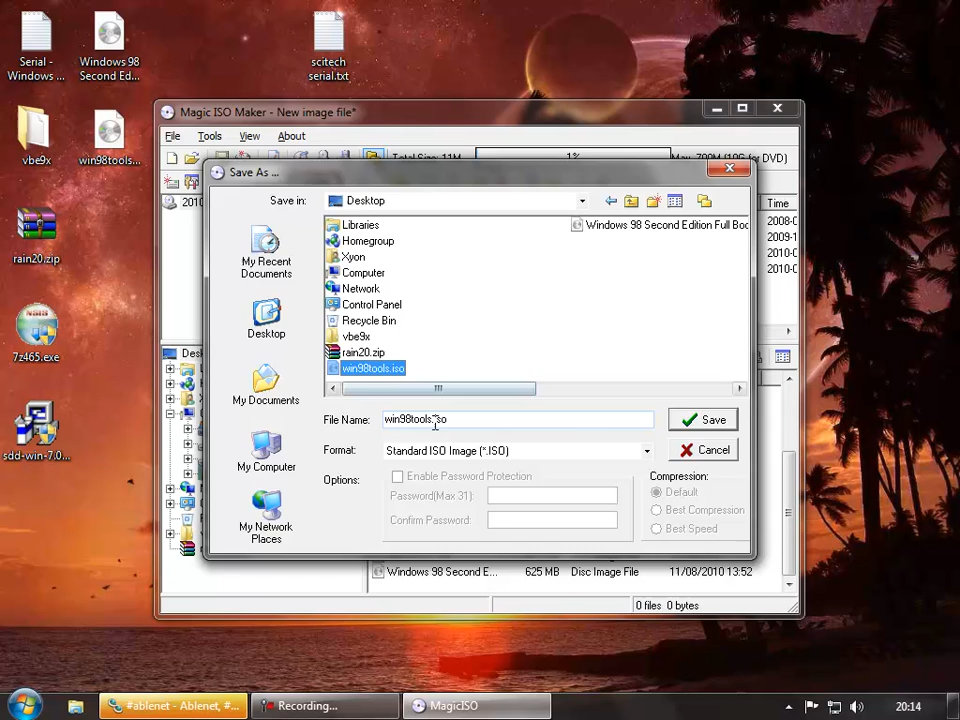 Serial -
Windows ...
Windows 98
Second Ed...
scitech
serial.txt
vbe9x
win98tools...
rain20.zip
7z465.exe
sdd-win-7.0...
Magic ISO Maker - New image file*
File Tools View About
Total Size: 11M 1% Max: 700M (10G for DVD)
Save As ...
Save in: Desktop
My Recent
Documents
Desktop
My Documents
My Computer
My Network
Places
Libraries
Homegroup
Xyon
Computer
Network
Control Panel
Recycle Bin
vbe9x
rain20.zip
win98tools.iso
Windows 98 Second Edition Full Boo
File Name: win98tools.iso
Save
Format: Standard ISO Image (*.ISO)
Cancel
Options:
Enable Password Protection
Password(Max 31):
Confirm Password:
Compression:
Default
Best Compression
Best Speed
2010
Time
2008-0
2009-1
2010-0
2010-0
Desk
Windows 98 Second E... 625 MB Disc Image File 11/08/2010 13:52
0 files 0 bytes
#ablenet - Ablenet, #...
Recording...
MagicISO
20:14